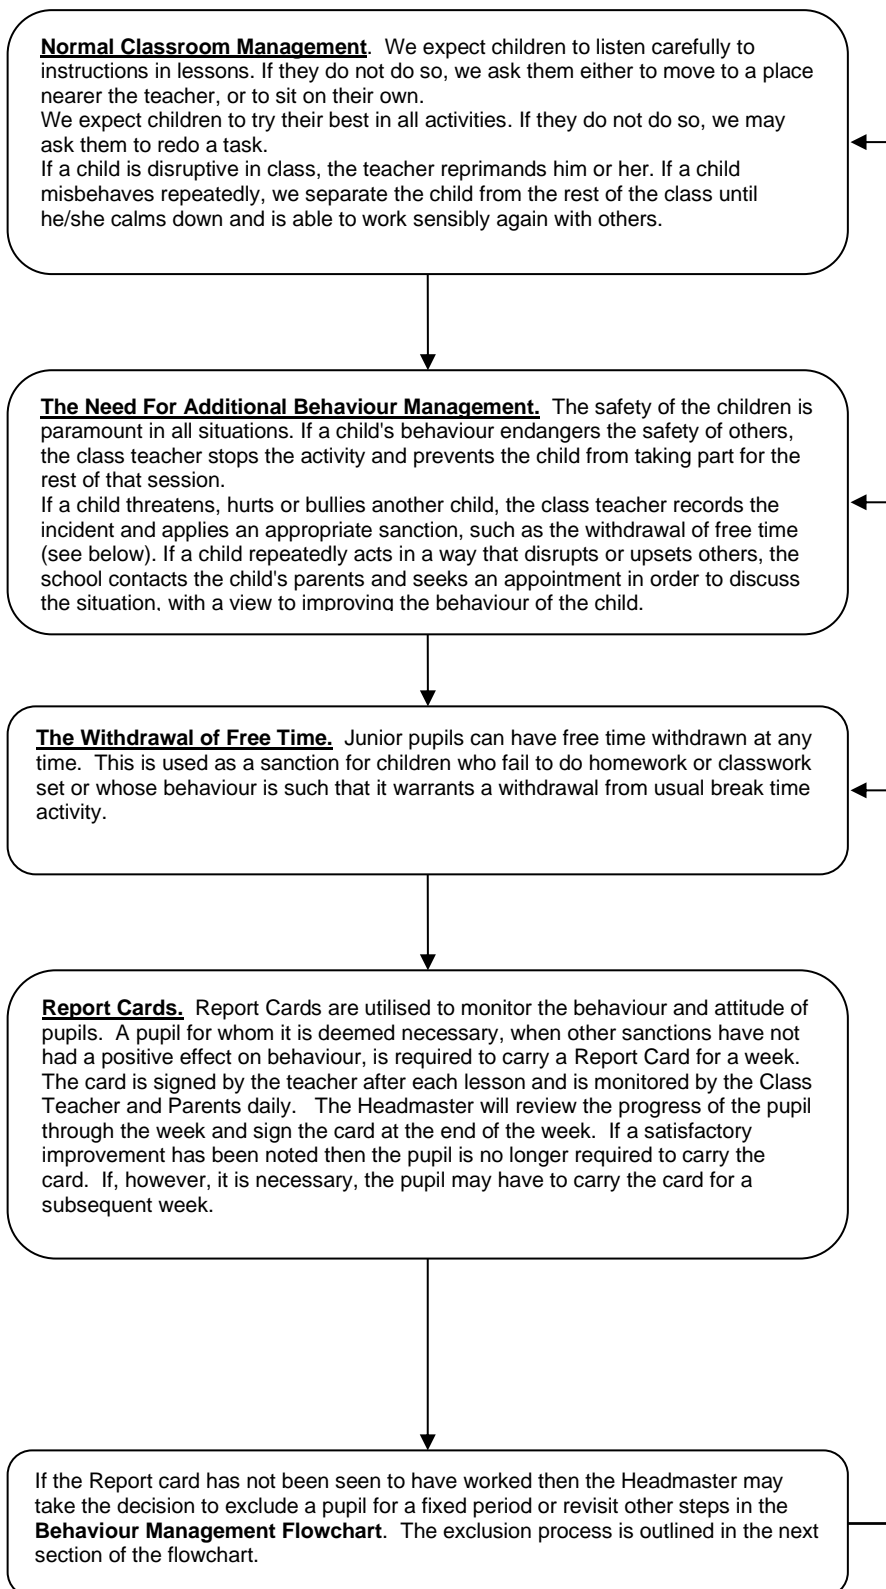 Normal Classroom Management.  We expect children to listen carefully to
instructions in lessons. If they do not do so, we ask them either to move to a place
nearer the teacher, or to sit on their own.
We expect children to try their best in all activities. If they do not do so, we may
ask them to redo a task.
If a child is disruptive in class, the teacher reprimands him or her. If a child
misbehaves repeatedly, we separate the child from the rest of the class until
he/she calms down and is able to work sensibly again with others.
The Need For Additional Behaviour Management.  The safety of the children is
paramount in all situations. If a child's behaviour endangers the safety of others,
the class teacher stops the activity and prevents the child from taking part for the
rest of that session.
If a child threatens, hurts or bullies another child, the class teacher records the
incident and applies an appropriate sanction, such as the withdrawal of free time
(see below). If a child repeatedly acts in a way that disrupts or upsets others, the
school contacts the child's parents and seeks an appointment in order to discuss
the situation, with a view to improving the behaviour of the child.
The Withdrawal of Free Time.  Junior pupils can have free time withdrawn at any
time.  This is used as a sanction for children who fail to do homework or classwork
set or whose behaviour is such that it warrants a withdrawal from usual break time
activity.
Report Cards.  Report Cards are utilised to monitor the behaviour and attitude of
pupils.  A pupil for whom it is deemed necessary, when other sanctions have not
had a positive effect on behaviour, is required to carry a Report Card for a week.
The card is signed by the teacher after each lesson and is monitored by the Class
Teacher and Parents daily.   The Headmaster will review the progress of the pupil
through the week and sign the card at the end of the week.  If a satisfactory
improvement has been noted then the pupil is no longer required to carry the
card.  If, however, it is necessary, the pupil may have to carry the card for a
subsequent week.
If the Report card has not been seen to have worked then the Headmaster may
take the decision to exclude a pupil for a fixed period or revisit other steps in the
Behaviour Management Flowchart.  The exclusion process is outlined in the next
section of the flowchart.